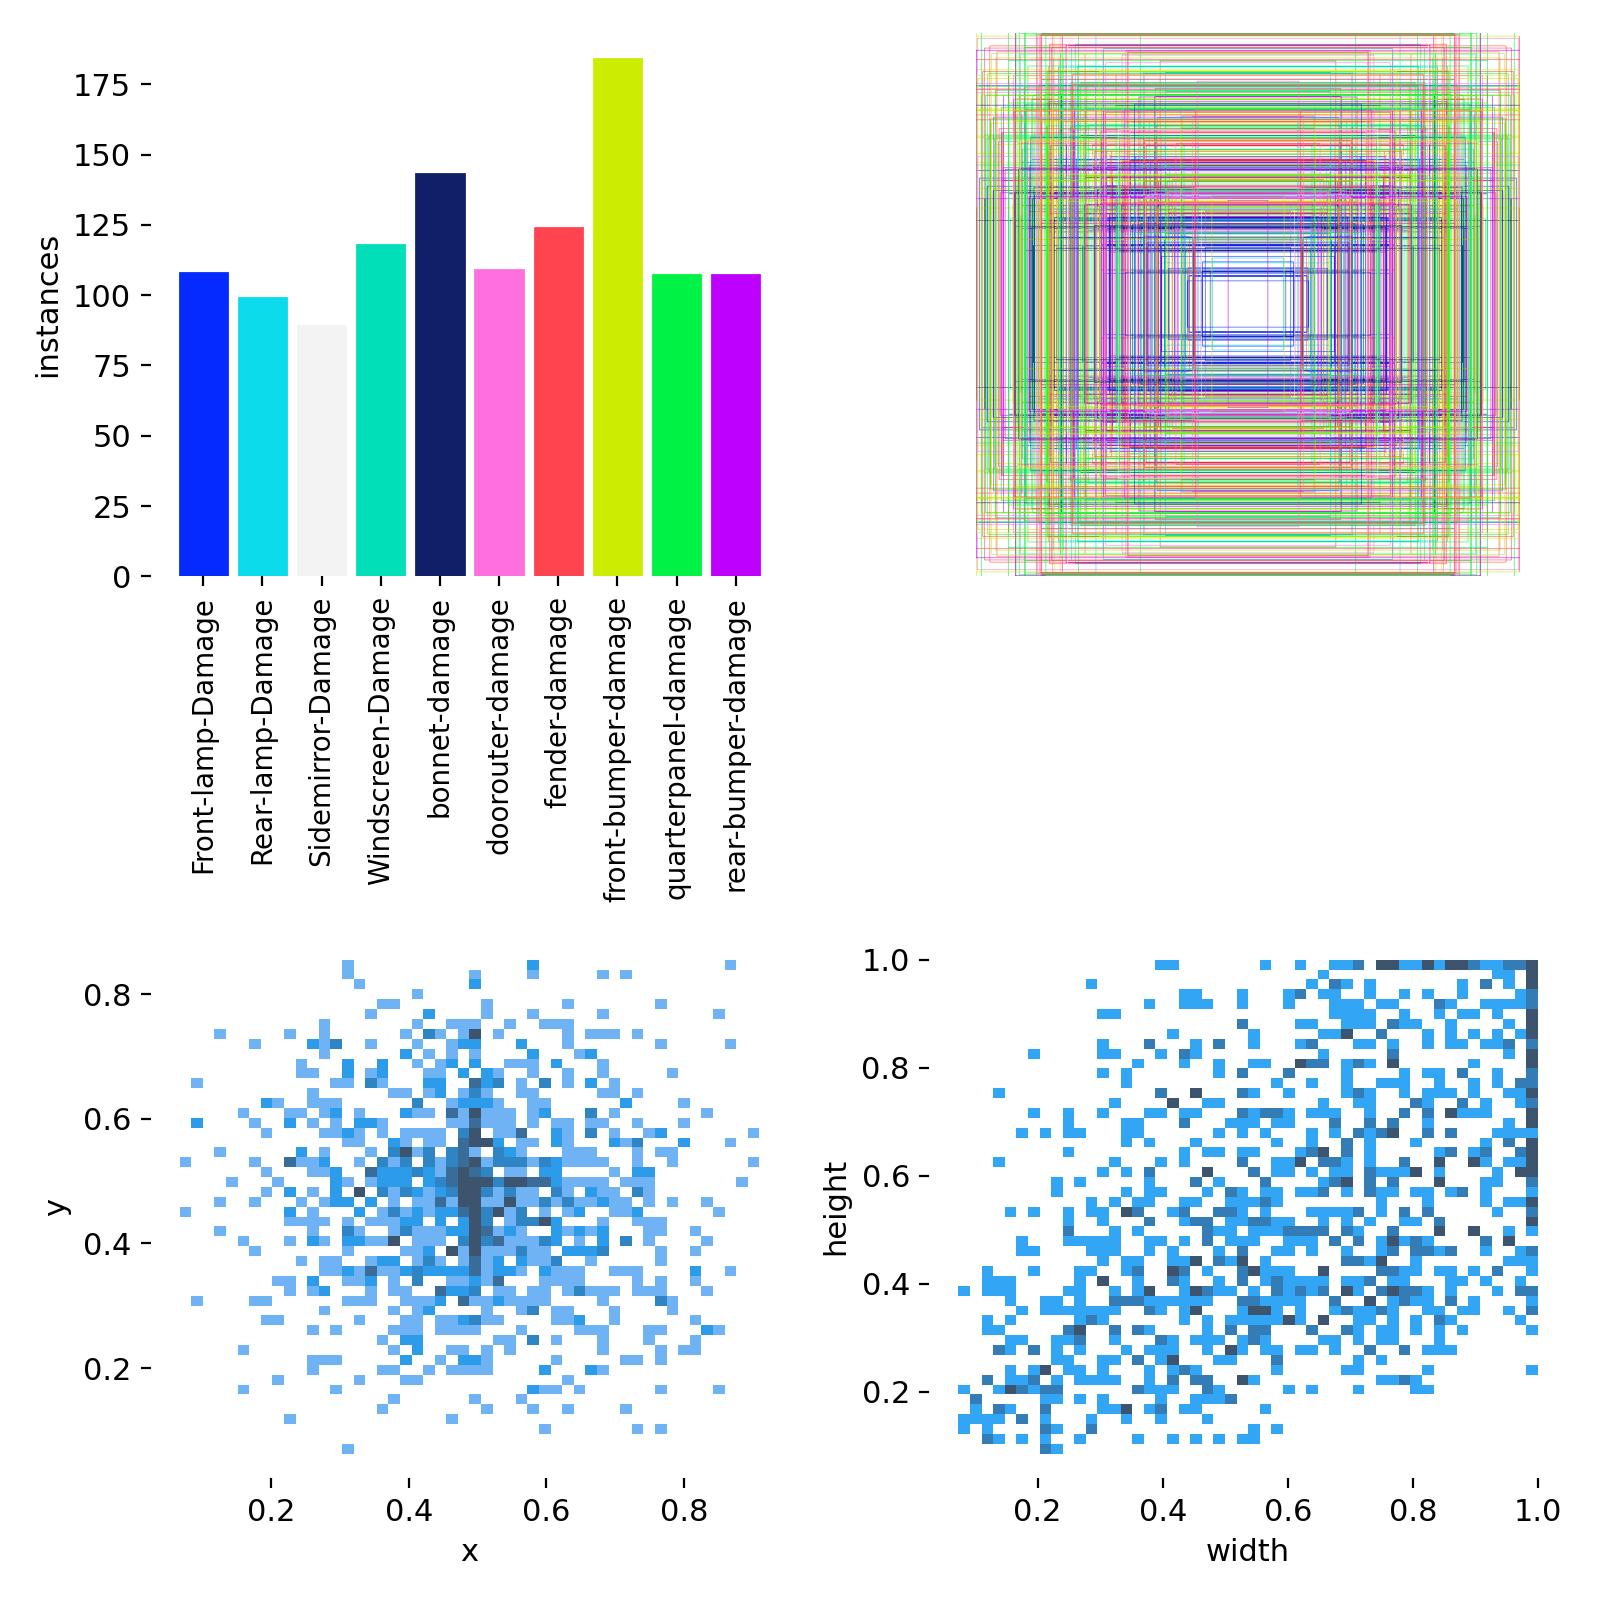 instances
175
150
125
100
75
50
25
0
Front-lamp-Damage
Rear-lamp-Damage
Sidemirror-Damage
Windscreen-Damage
bonnet-damage
doorouter-damage
fender-damage
front-bumper-damage
quarterpanel-damage
rear-bumper-damage
y
0.8
0.6
0.4
0.2
0.2 0.4 0.6 0.8
x
height
1.0
0.8
0.6
0.4
0.2
0.2 0.4 0.6 0.8 1.0
width